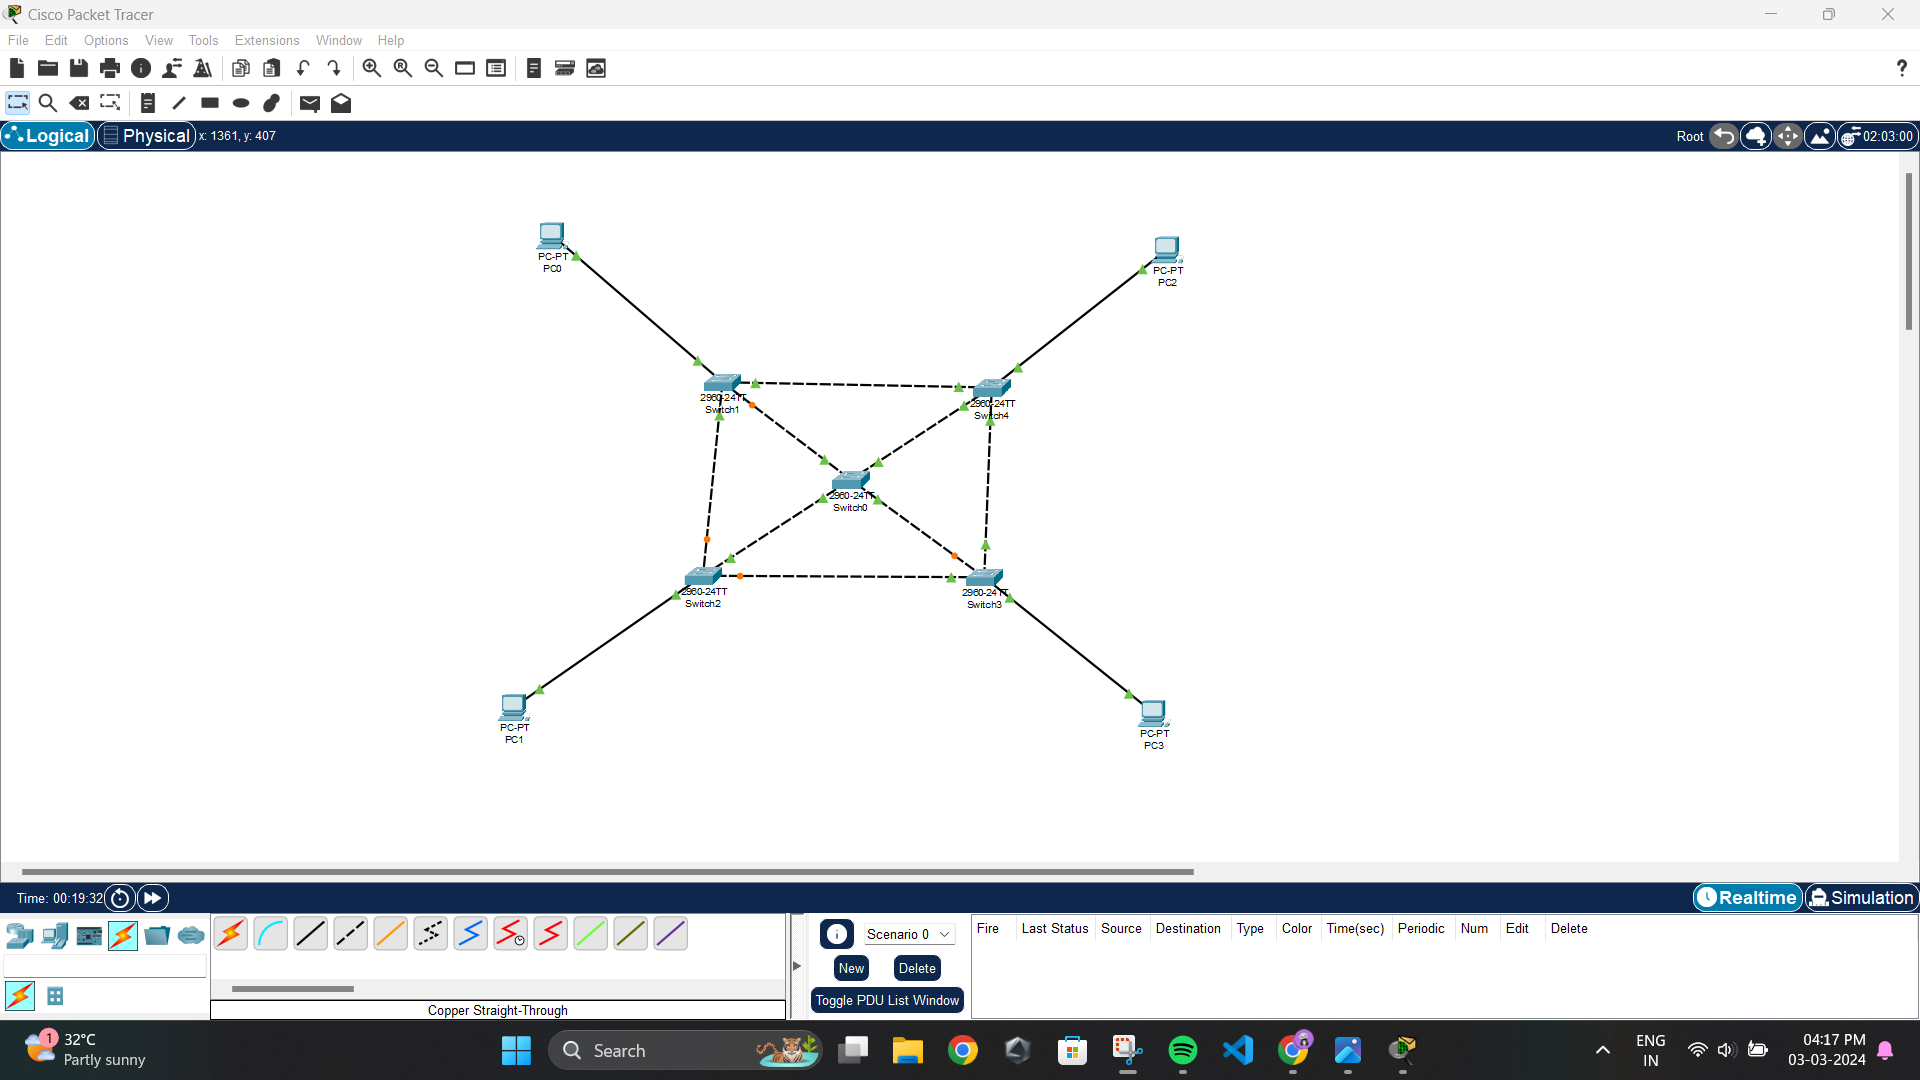 Cisco Packet Tracer
File Edit Options View Tools Extensions Window Help
?
Logical Physical x: 1361, y: 407 Root 02:03:00
PC-PT
PC0
PC-PT
PC2
2960-24TT
Switch1
2960-24TT
Switch4
2960-24TT
Switch0
2960-24TT
Switch2
2960-24TT
Switch3
PC-PT
PC1
PC-PT
PC3
Time: 00:19:32 Realtime Simulation
Scenario 0
New Delete
Toggle PDU List Window
Fire Last Status Source Destination Type Color Time(sec) Periodic Num Edit Delete
Copper Straight-Through
1
32°C
Partly sunny
Search
ENG
IN
04:17 PM
03-03-2024